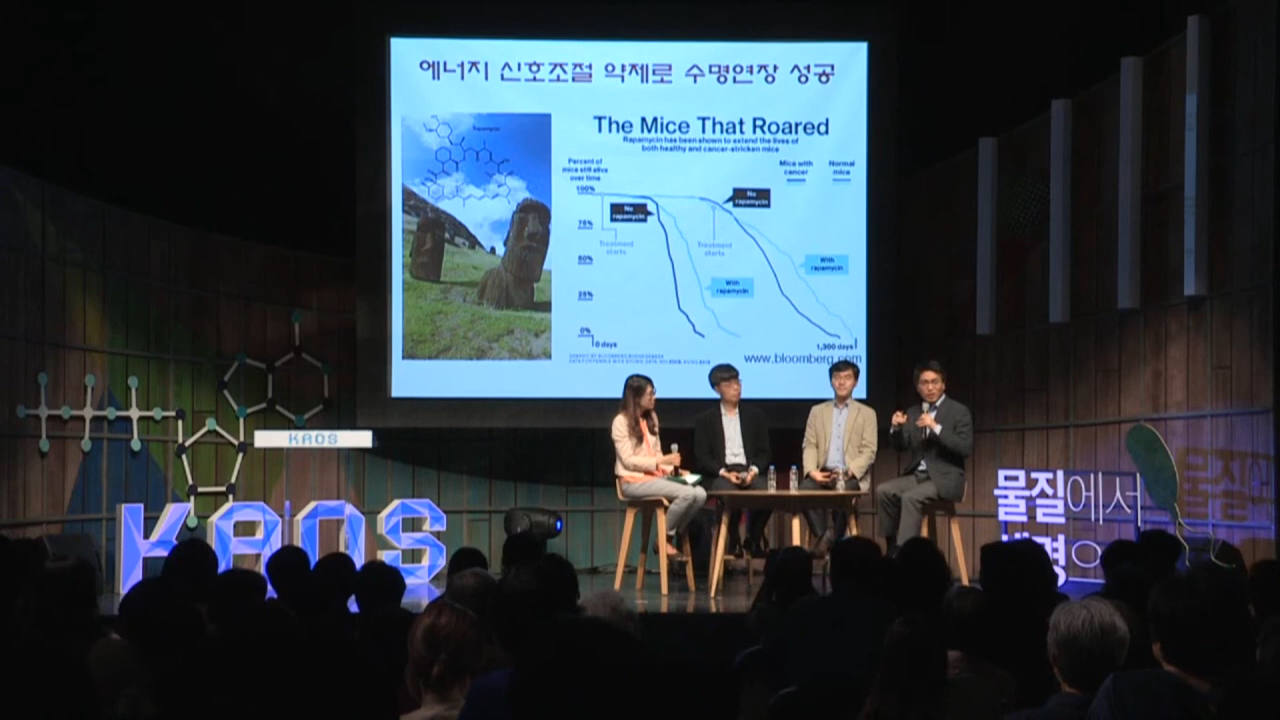 에너지 신호조절 약제로 수명연장 성공
Rapamycin
The Mice That Roared
Rapamycin has been shown to extend the lives of
both healthy and cancer-stricken mice
Percent of
mice still alive
over time
Mice with
cancer
Normal
mice
100%
75%
50%
25%
0%
No
rapamycin
No
rapamycin
Treatment
starts
Treatment
starts
With
rapamycin
With
rapamycin
0 days
1,300 days
www.bloomberg.com
KAOS
KAOS
물질에서